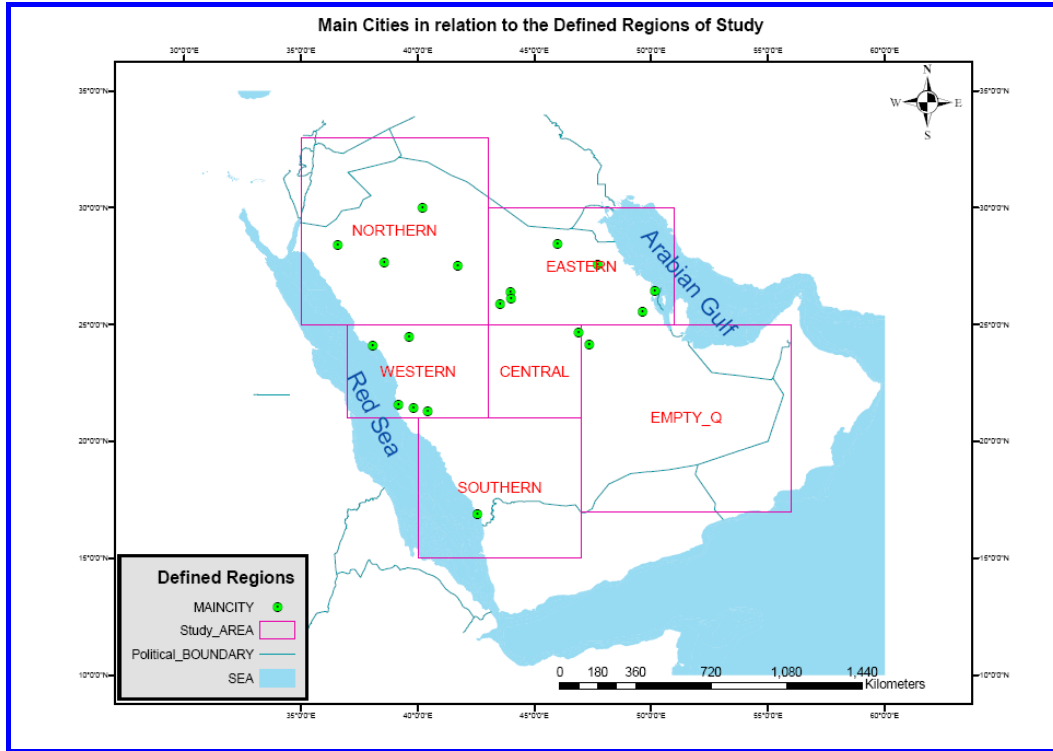 Main Cities in relation to the Defined Regions of Study
30°0'0"E 35°0'0"E 40°0'0"E 45°0'0"E 50°0'0"E 55°0'0"E 60°0'0"E
N
W E
S
35°0'0"N 35°0'0"N
30°0'0"N 30°0'0"N
NORTHERN
EASTERN
Arabian Gulf
25°0'0"N 25°0'0"N
WESTERN
CENTRAL
Red Sea
EMPTY_Q
20°0'0"N 20°0'0"N
SOUTHERN
15°0'0"N 15°0'0"N
Defined Regions
MAINCITY
Study_AREA
Political_BOUNDARY
SEA
0 180 360 720 1,080 1,440
Kilometers
10°0'0"N 10°0'0"N
35°0'0"E 40°0'0"E 45°0'0"E 50°0'0"E 55°0'0"E 60°0'0"E